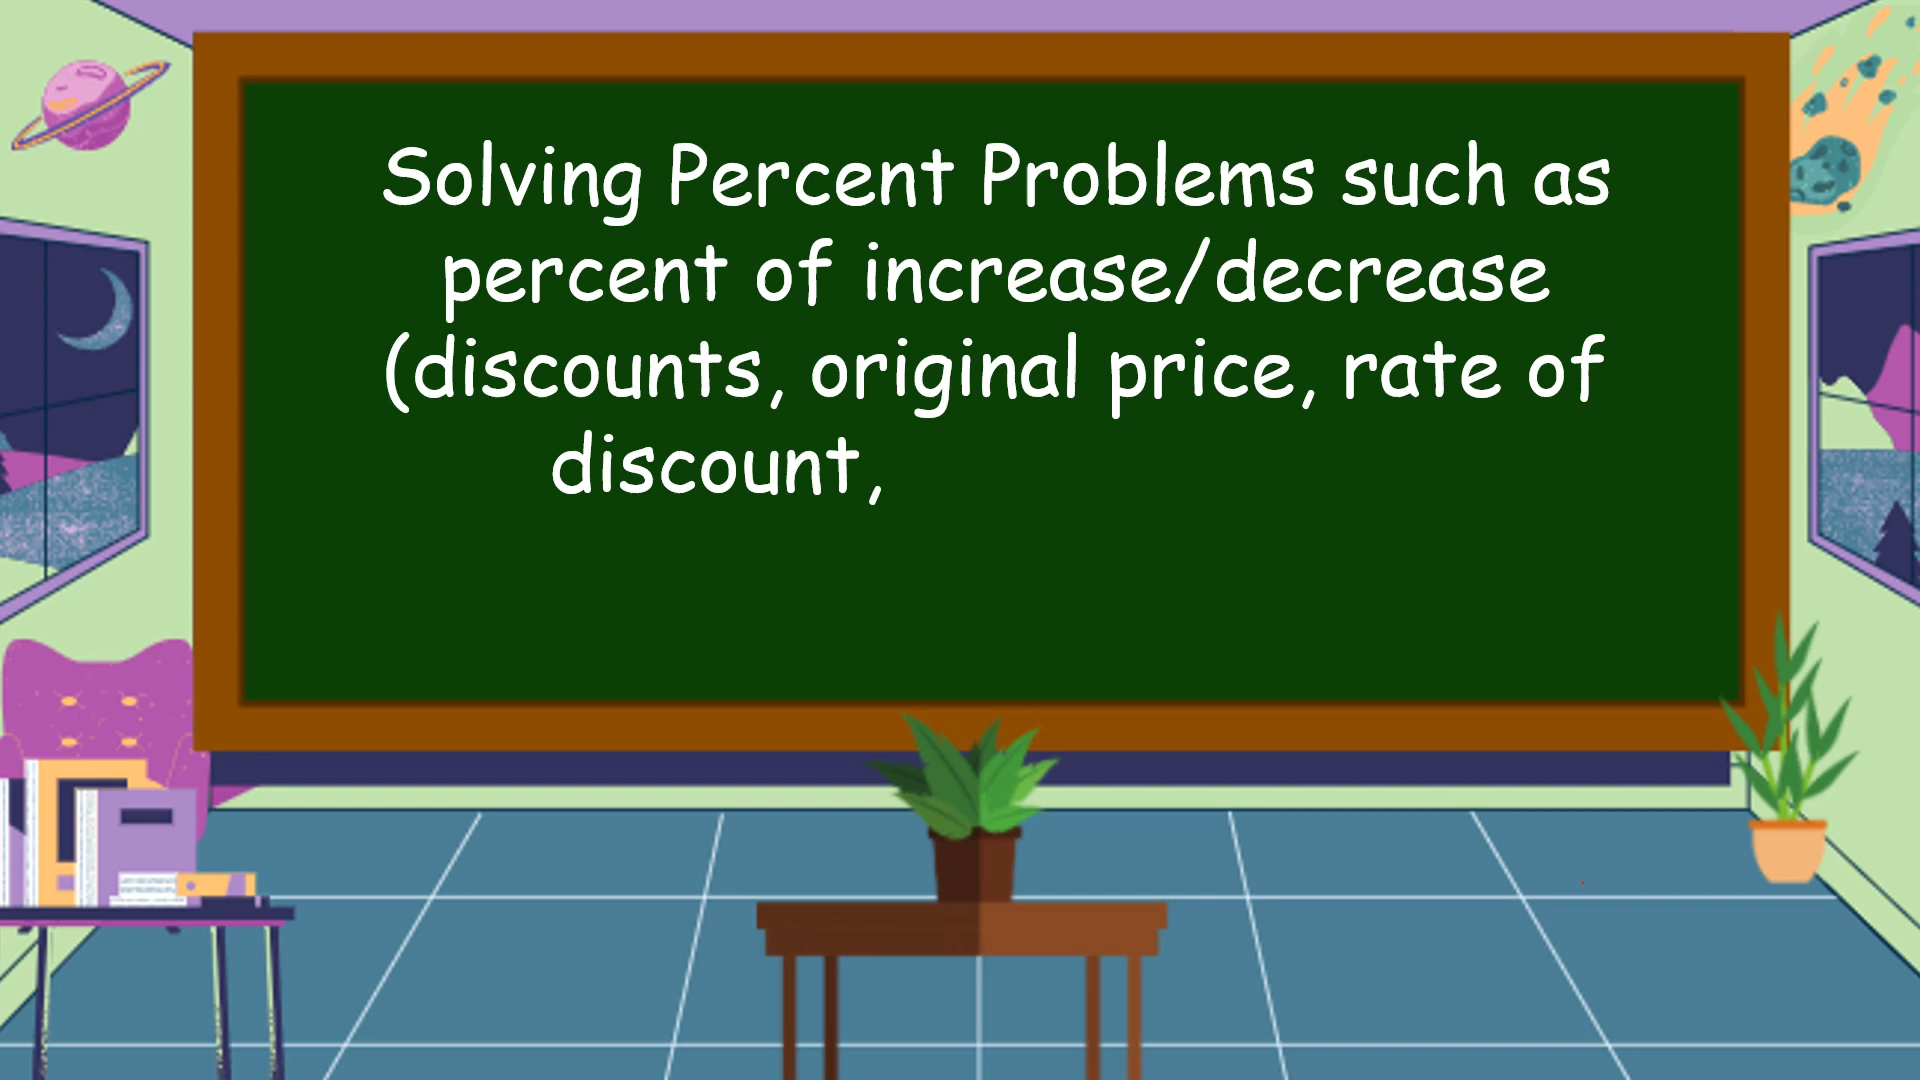 Solving Percent Problems such as
percent of increase/decrease
(discounts, original price, rate of
discount,